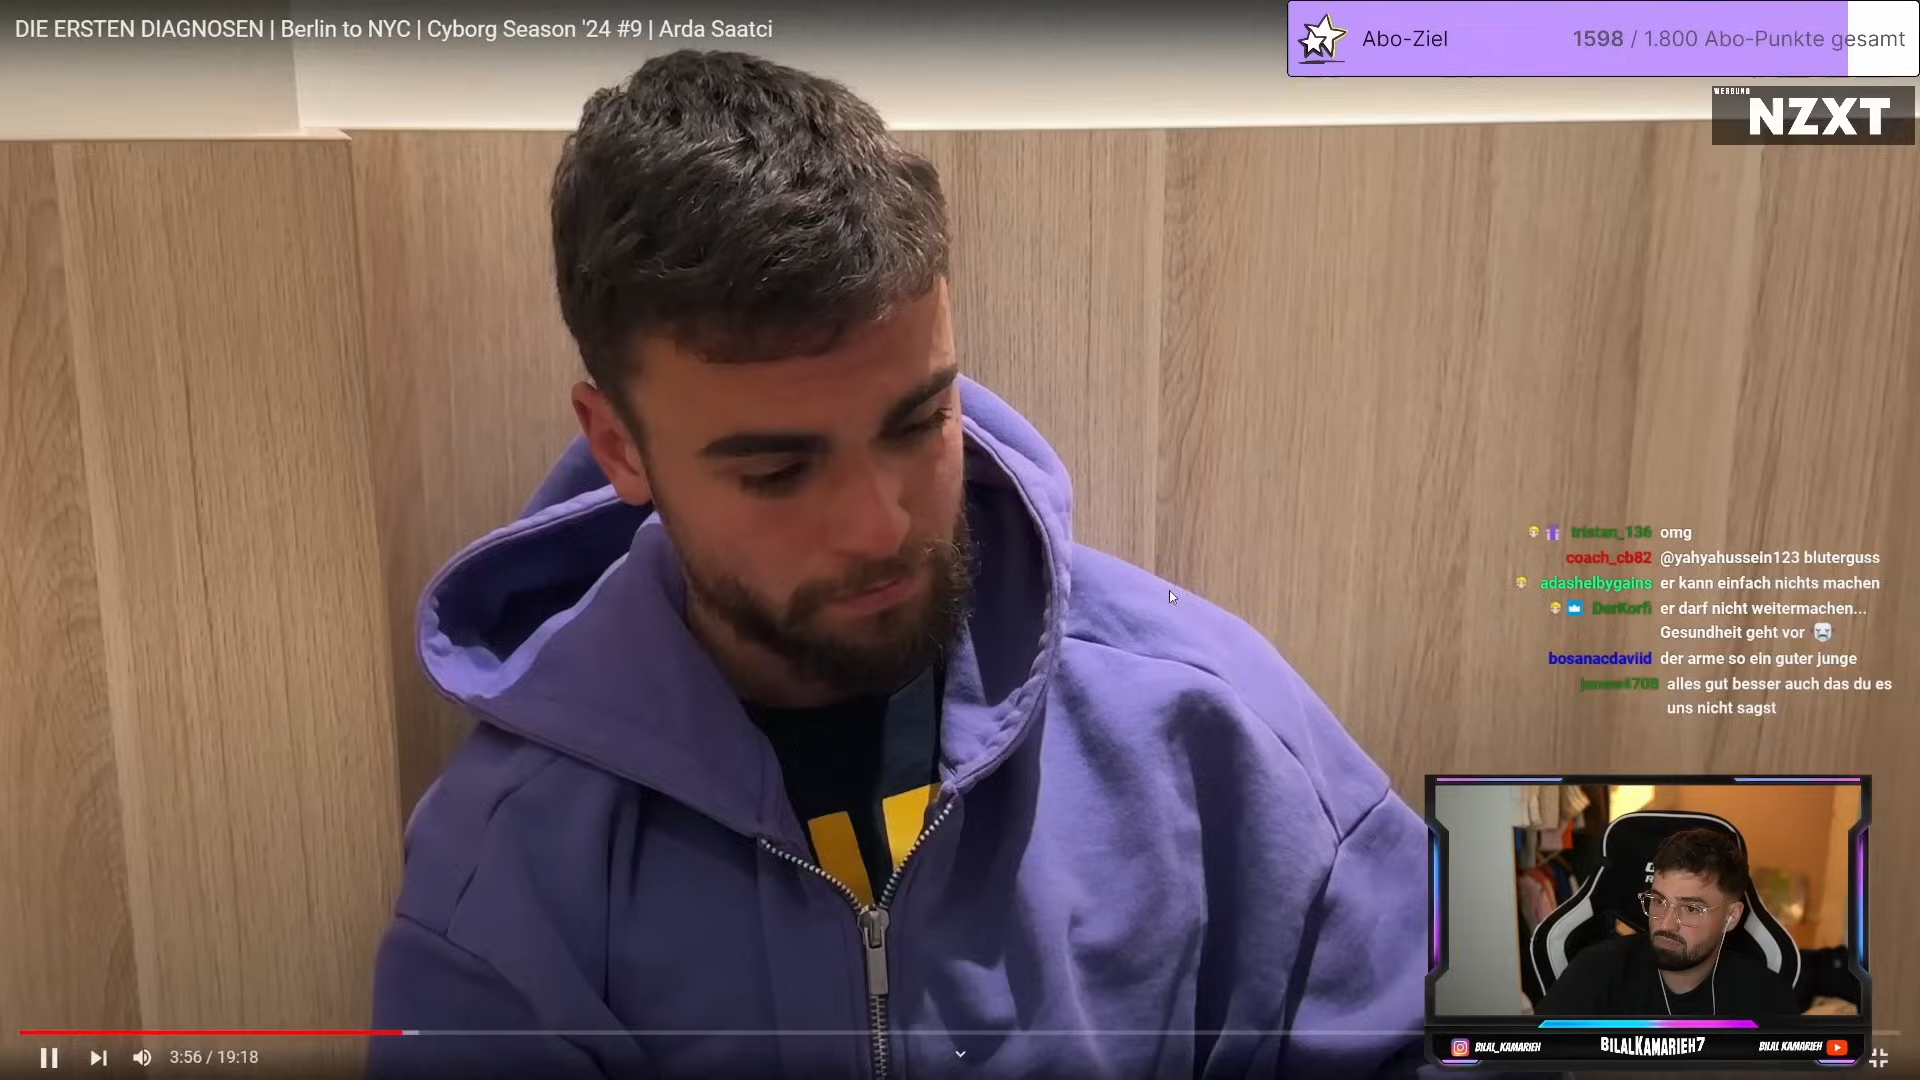 DIE ERSTEN DIAGNOSEN | Berlin to NYC | Cyborg Season '24 #9 | Arda Saatci
Abo-Ziel 1598 / 1.800 Abo-Punkte gesamt
WERBUNG
NZXT
tristan_136 omg
coach_cb82 @yahyahussein123 bluterguss
adashelbygains er kann einfach nichts machen
DerKorfi er darf nicht weitermachen...
Gesundheit geht vor
bosanacdaviid der arme so ein guter junge
alles gut besser auch das du es
uns nicht sagst
3:56 / 19:18
BILAL_KAMARIEH BILALKAMARIEH7 BILAL KAMARIEH